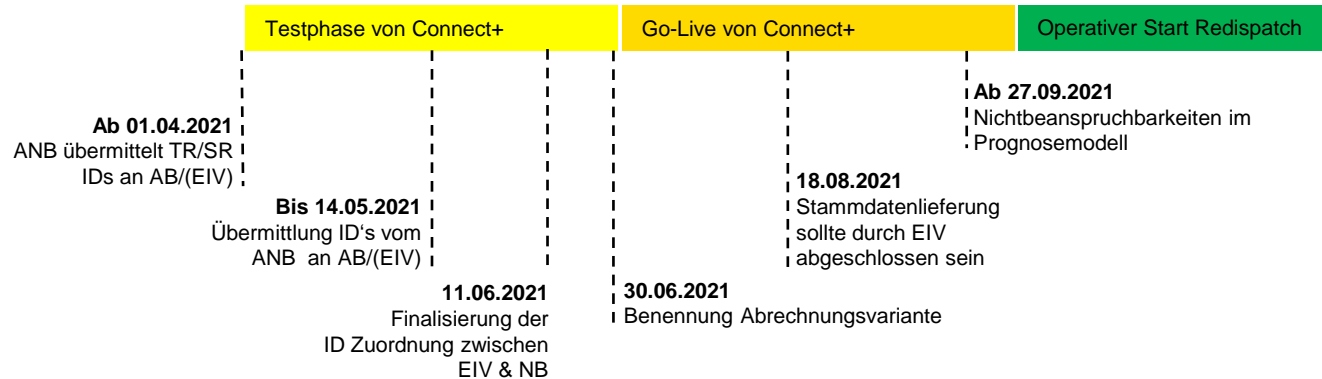 Testphase von Connect+
Go-Live von Connect+
Operativer Start Redispatch
Ab 01.04.2021
ANB übermittelt TR/SR
IDs an AB/(EIV)
Bis 14.05.2021
Übermittlung ID‘s vom
ANB an AB/(EIV)
11.06.2021
Finalisierung der
ID Zuordnung zwischen
EIV & NB
30.06.2021
Benennung Abrechnungsvariante
18.08.2021
Stammdatenlieferung
sollte durch EIV
abgeschlossen sein
Ab 27.09.2021
Nichtbeanspruchbarkeiten im
Prognosemodell